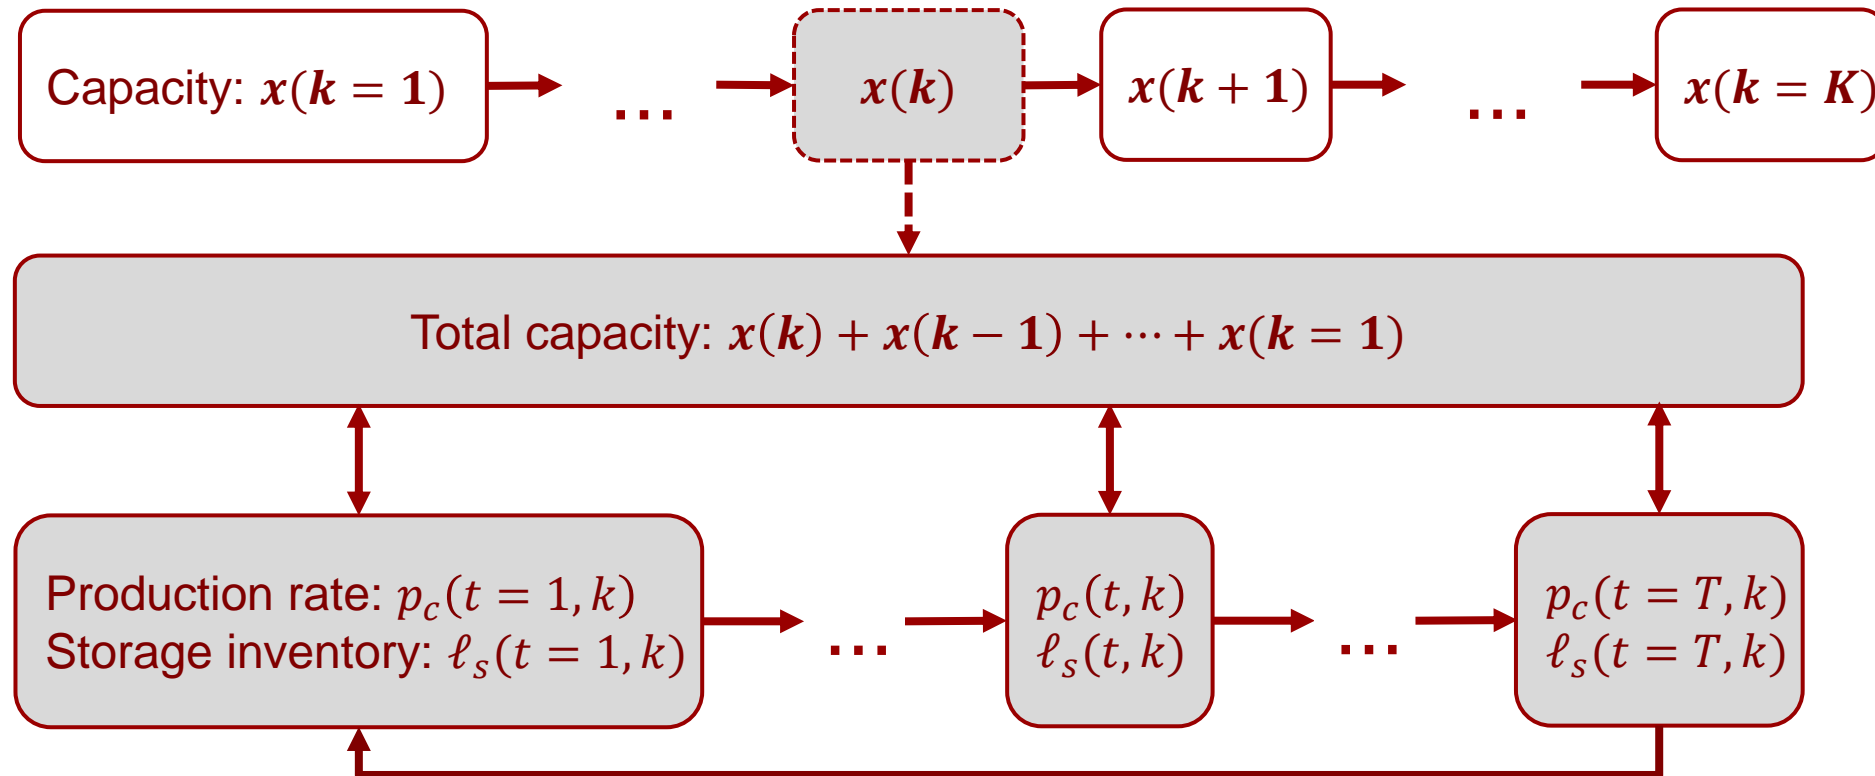 Capacity: x(k = 1)
...
x(k)
x(k + 1)
...
x(k = K)
Total capacity: x(k) + x(k − 1) + ⋯ + x(k = 1)
Production rate: p_c(t = 1, k)
Storage inventory: ℓ_s(t = 1, k)
...
p_c(t, k)
ℓ_s(t, k)
...
p_c(t = T, k)
ℓ_s(t = T, k)